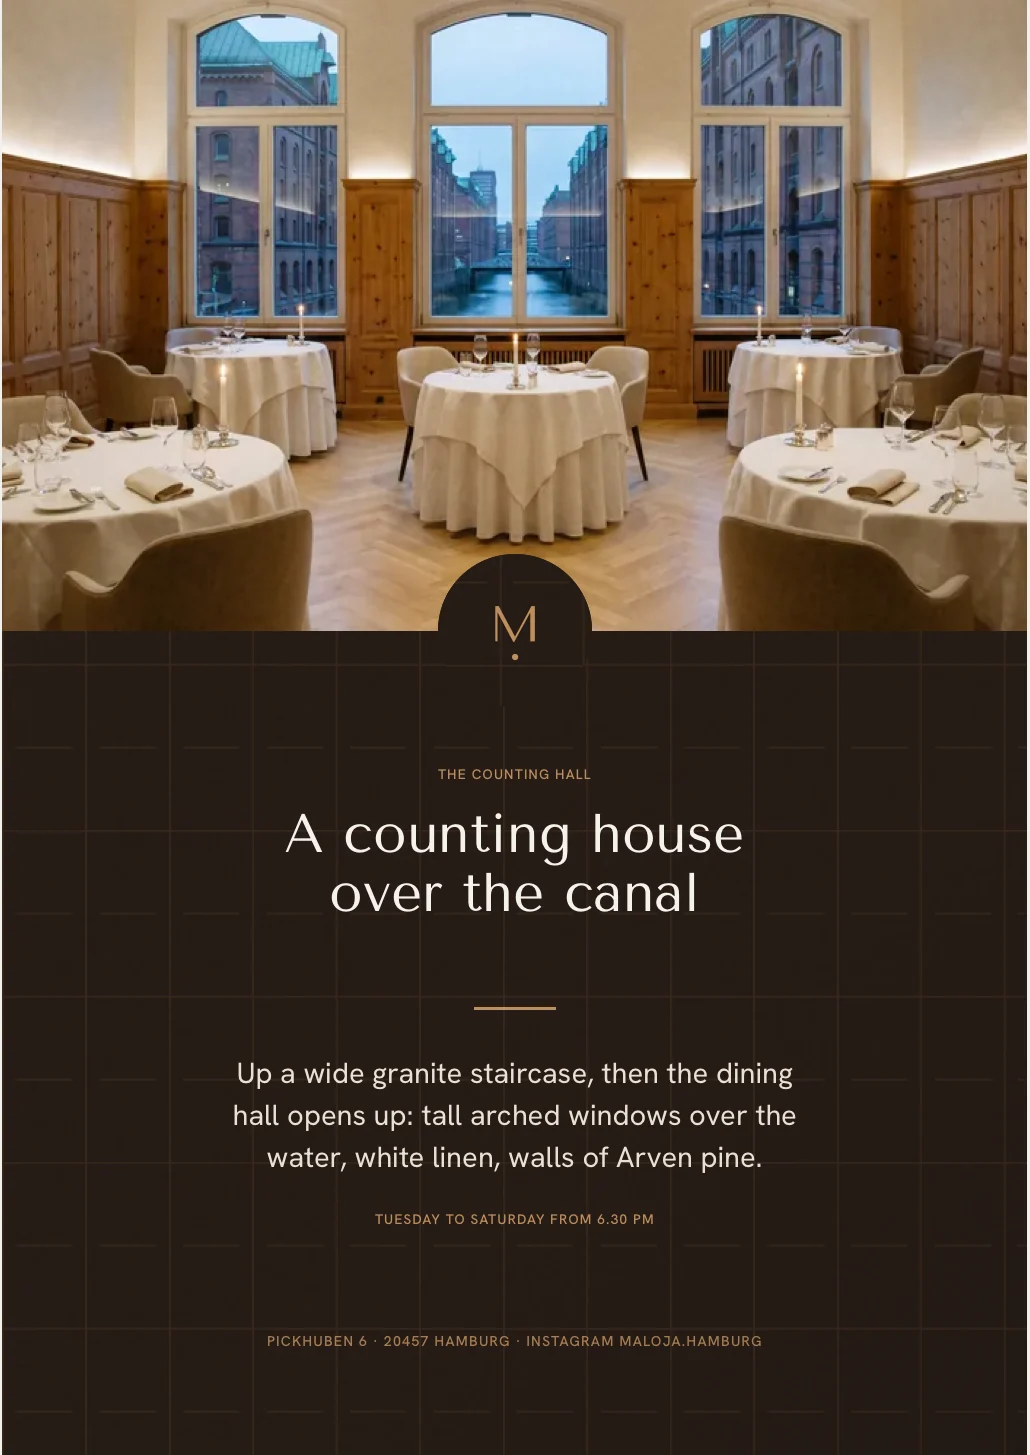 M
THE COUNTING HALL
A counting house
over the canal
Up a wide granite staircase, then the dining
hall opens up: tall arched windows over the
water, white linen, walls of Arven pine.
TUESDAY TO SATURDAY FROM 6.30 PM
PICKHUBEN 6 · 20457 HAMBURG · INSTAGRAM MALOJA.HAMBURG